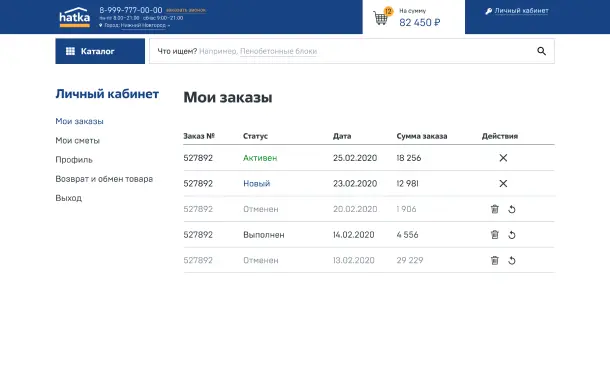 hatka
8-999-777-00-00 ЗАКАЗАТЬ ЗВОНОК
пн-пт 8:00-21:00 сб-вс 9:00-21:00
Город: Нижний Новгород
12
На сумму
82 450 ₽
Личный кабинет
Каталог
Что ищем? Например, Пенобетонные блоки
Личный кабинет
Мои заказы
Мои сметы
Профиль
Возврат и обмен товара
Выход
Мои заказы
Заказ № Статус Дата Сумма заказа Действия
527892 Активен 25.02.2020 18 256
527892 Новый 23.02.2020 12 981
527892 Отменен 20.02.2020 1 906
527892 Выполнен 14.02.2020 4 556
527892 Отменен 13.02.2020 29 229